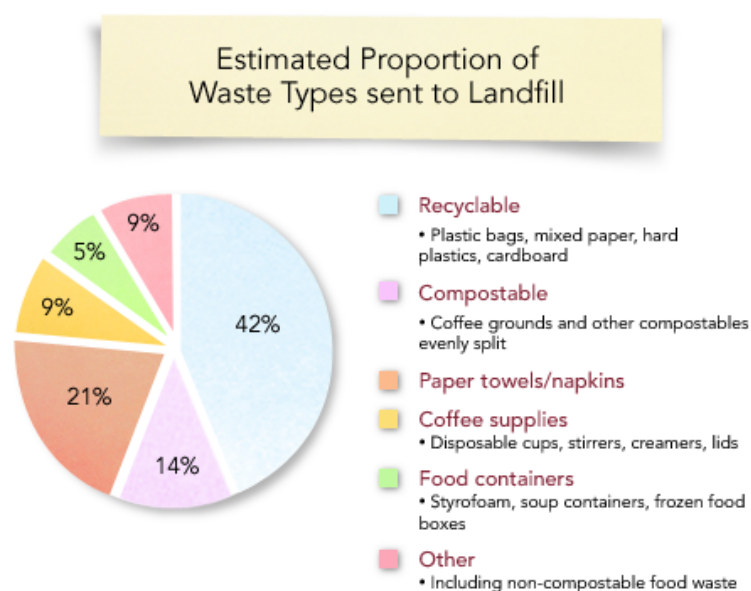 Estimated Proportion of
Waste Types sent to Landfill
9%
5%
9%
42%
21%
14%
Recyclable
• Plastic bags, mixed paper, hard
plastics, cardboard
Compostable
• Coffee grounds and other compostables
evenly split
Paper towels/napkins
Coffee supplies
• Disposable cups, stirrers, creamers, lids
Food containers
• Styrofoam, soup containers, frozen food
boxes
Other
• Including non-compostable food waste